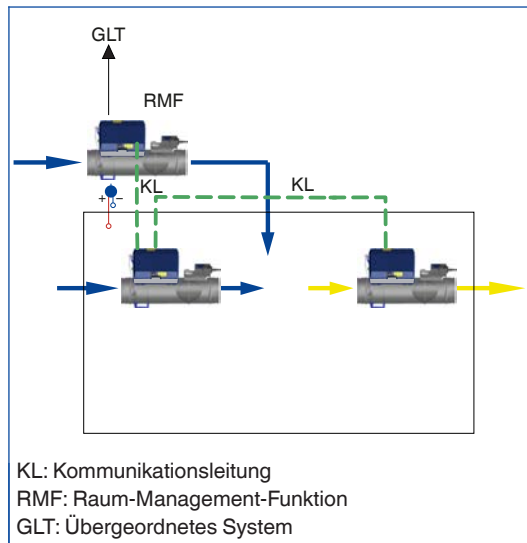 GLT
RMF
KL
KL
+ –
KL: Kommunikationsleitung
RMF: Raum-Management-Funktion
GLT: Übergeordnetes System